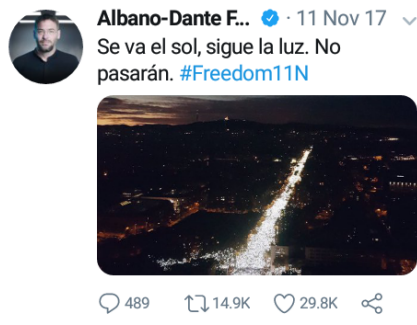 Albano-Dante F... · 11 Nov 17
Se va el sol, sigue la luz. No
pasarán. #Freedom11N
489 14.9K 29.8K